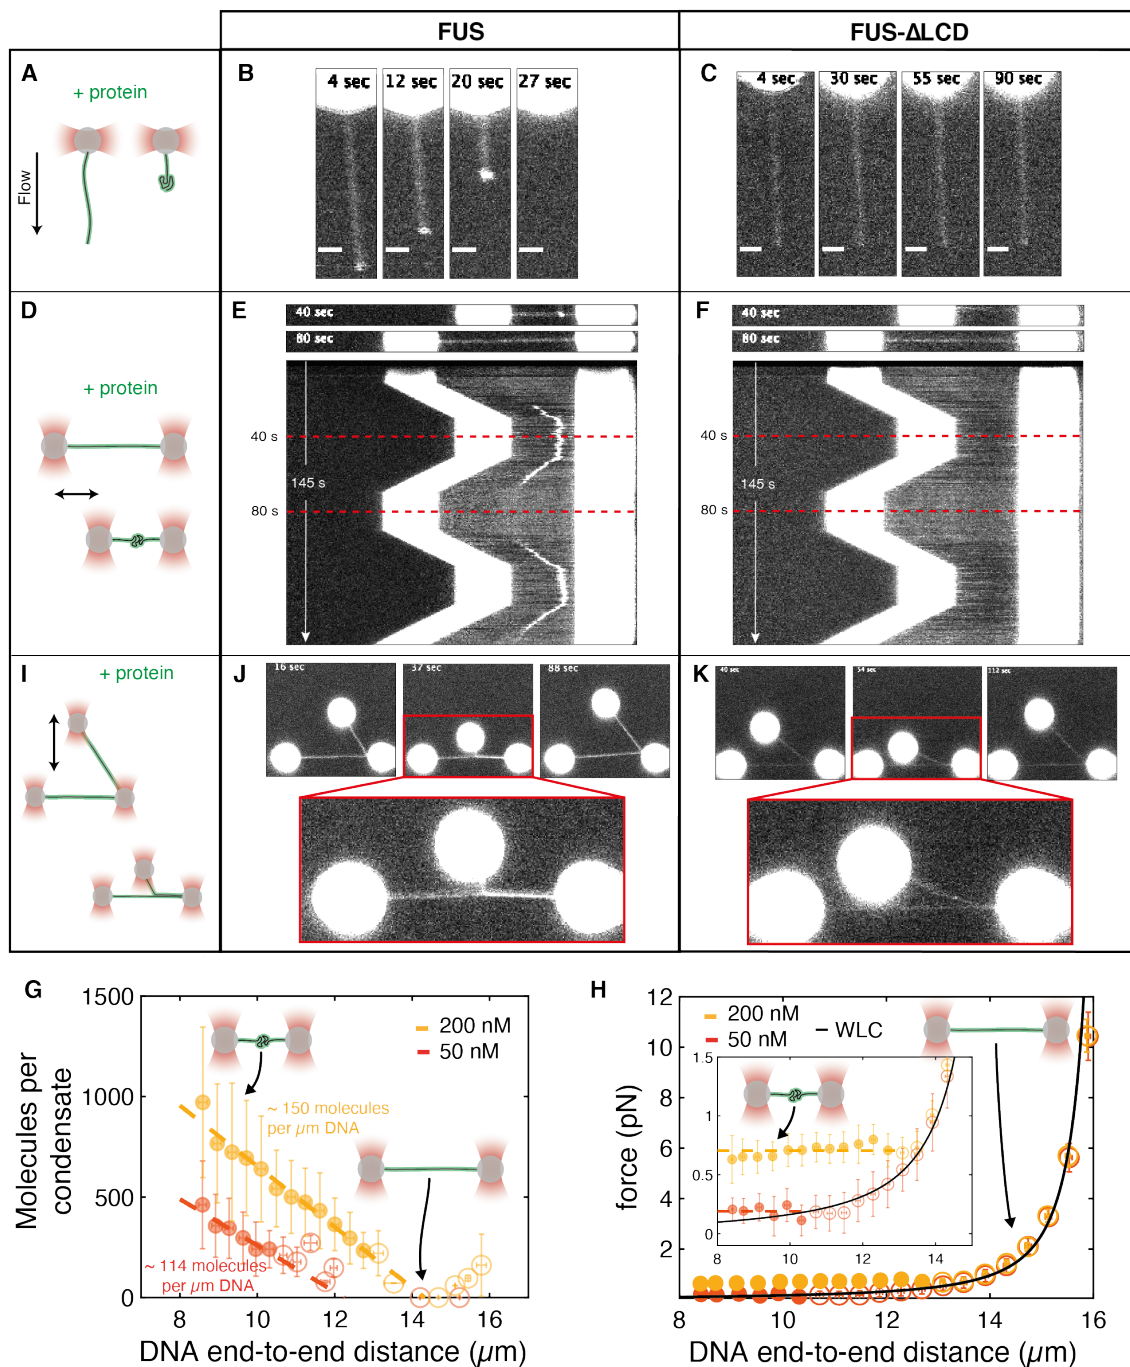 FUS
FUS-ΔLCD
A
+ protein
Flow
B
4 sec
12 sec
20 sec
27 sec
C
4 sec
30 sec
55 sec
90 sec
D
+ protein
E
40 sec
80 sec
40 s
145 s
80 s
F
40 sec
80 sec
40 s
145 s
80 s
I
+ protein
J
16 sec
37 sec
88 sec
K
40 sec
54 sec
112 sec
G
1500
1000
500
0
Molecules per
condensate
200 nM
50 nM
~ 150 molecules
per µm DNA
~ 114 molecules
per µm DNA
8
10
12
14
16
DNA end-to-end distance (µm)
H
12
10
8
6
4
2
force (pN)
200 nM
50 nM
WLC
1.5
1
0.5
0
8
10
12
14
8
10
12
14
16
DNA end-to-end distance (µm)